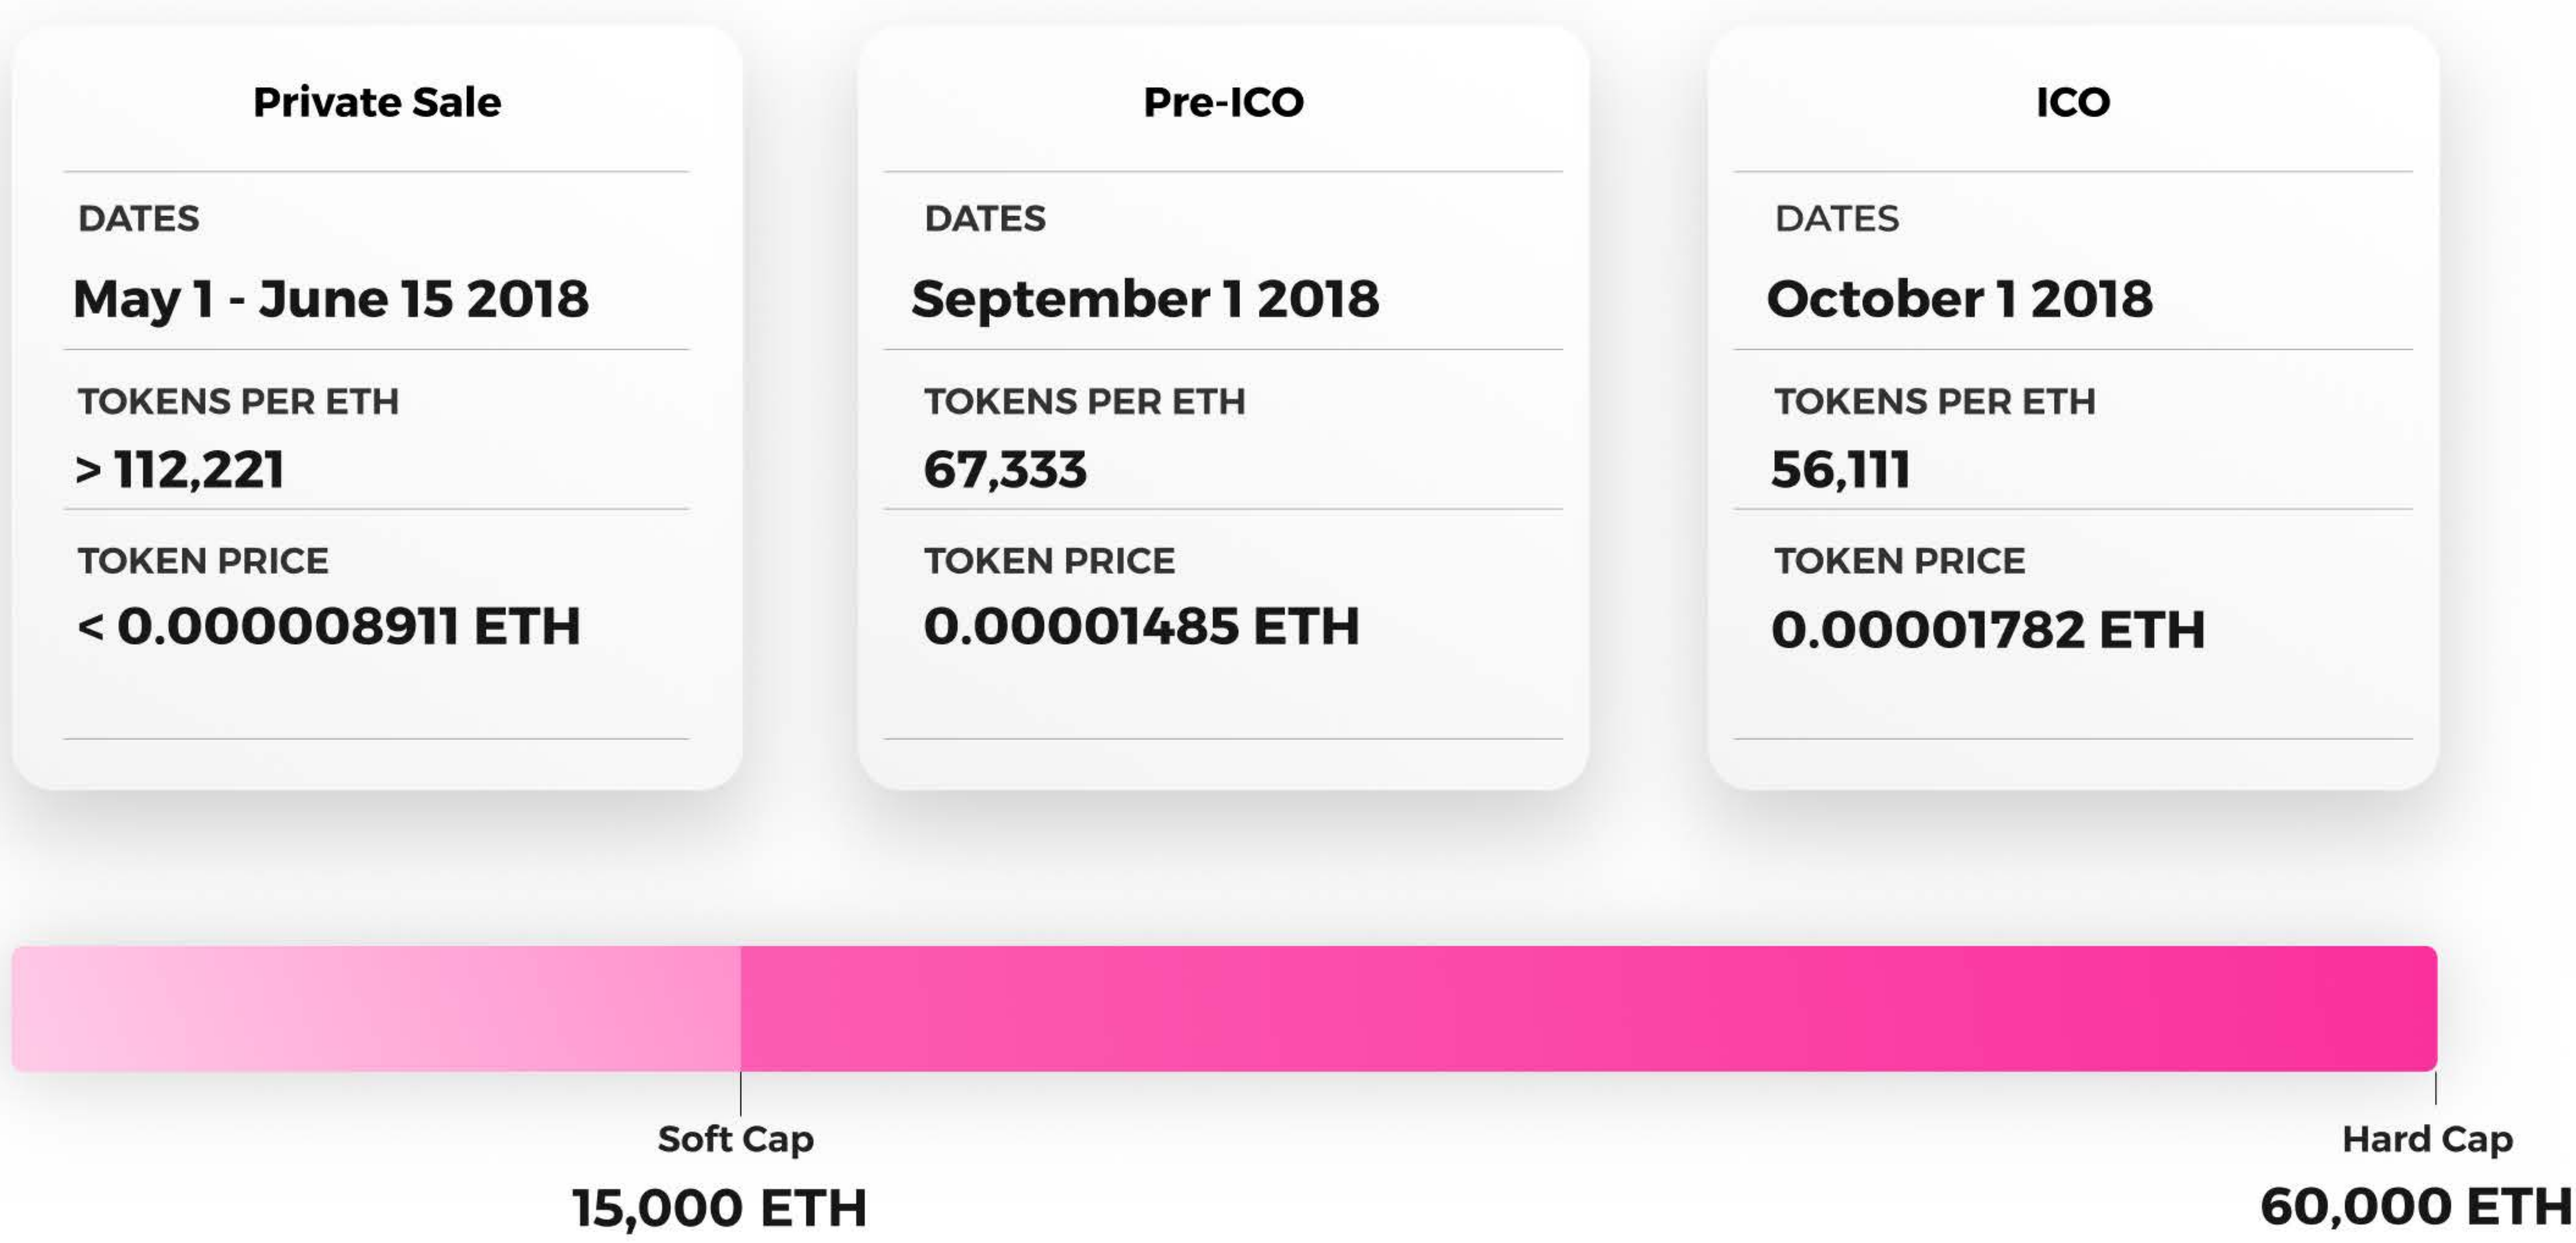 Private Sale
DATES
May 1 - June 15 2018
TOKENS PER ETH
> 112,221
TOKEN PRICE
< 0.000008911 ETH
Pre-ICO
DATES
September 1 2018
TOKENS PER ETH
67,333
TOKEN PRICE
0.00001485 ETH
ICO
DATES
October 1 2018
TOKENS PER ETH
56,111
TOKEN PRICE
0.00001782 ETH
Soft Cap
15,000 ETH
Hard Cap
60,000 ETH